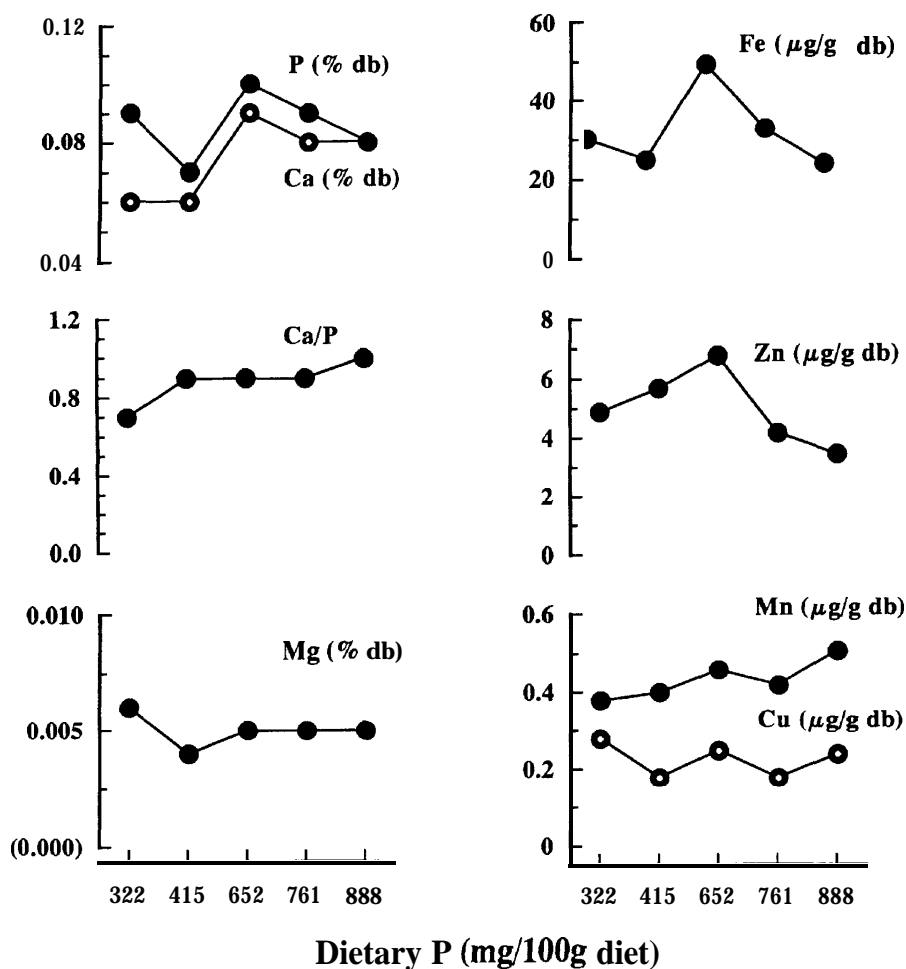 0.12
P (% db)
0.08
Ca (% db)
0.04
60
Fe (μg/g db)
40
20
0
1.2
Ca/P
0.8
0.4
0.0
8
Zn (μg/g db)
6
4
2
0
0.010
Mg (% db)
0.005
(0.000)
322 415 652 761 888
0.6
Mn (μg/g db)
0.4
Cu (μg/g db)
0.2
0
322 415 652 761 888
Dietary P (mg/100g diet)